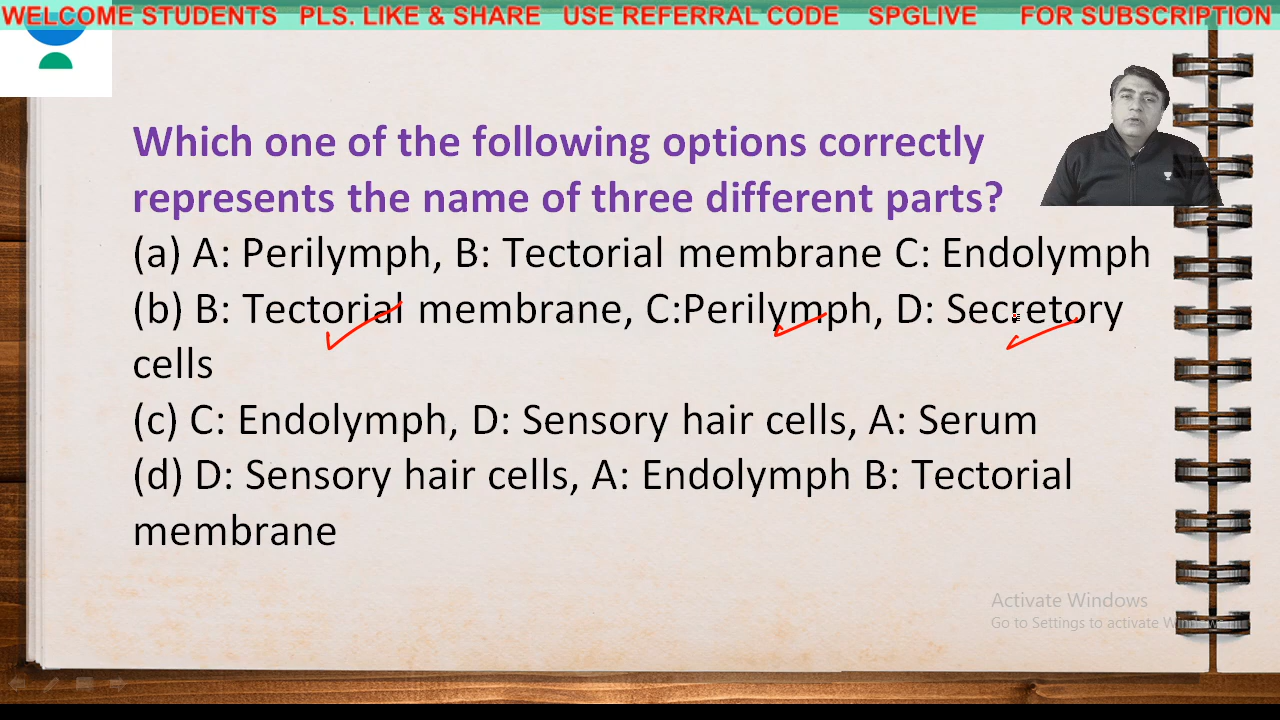 WELCOME STUDENTS PLS. LIKE & SHARE USE REFERRAL CODE SPGLIVE FOR SUBSCRIPTION
Which one of the following options correctly
represents the name of three different parts?
(a) A: Perilymph, B: Tectorial membrane C: Endolymph
(b) B: Tectorial membrane, C:Perilymph, D: Secretory
cells
(c) C: Endolymph, D: Sensory hair cells, A: Serum
(d) D: Sensory hair cells, A: Endolymph B: Tectorial
membrane
Activate Windows
Go to Settings to activate Windows.